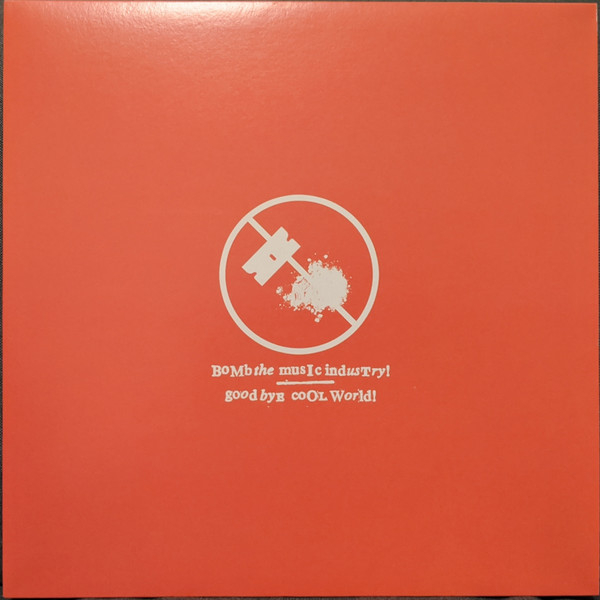 BoMb the musIc indusTry!
good byE coOL World!